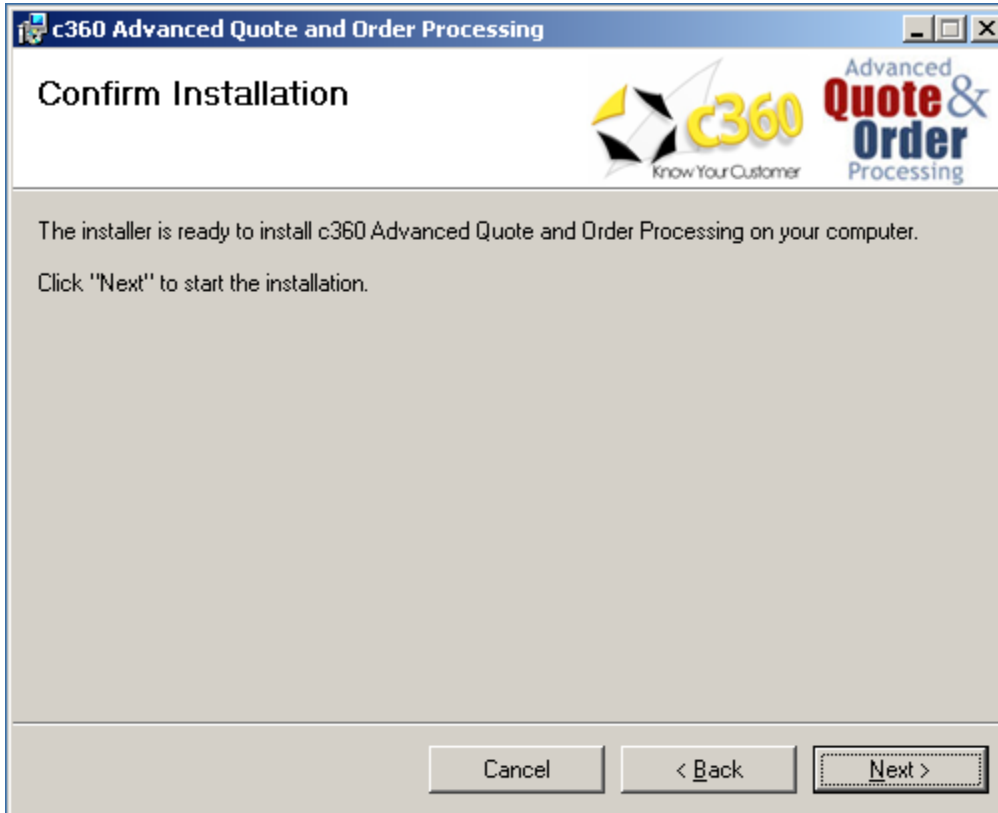 c360 Advanced Quote and Order Processing
Confirm Installation
c360
Know Your Customer
Advanced
Quote &
Order
Processing
The installer is ready to install c360 Advanced Quote and Order Processing on your computer.
Click "Next" to start the installation.
Cancel
< Back
Next >